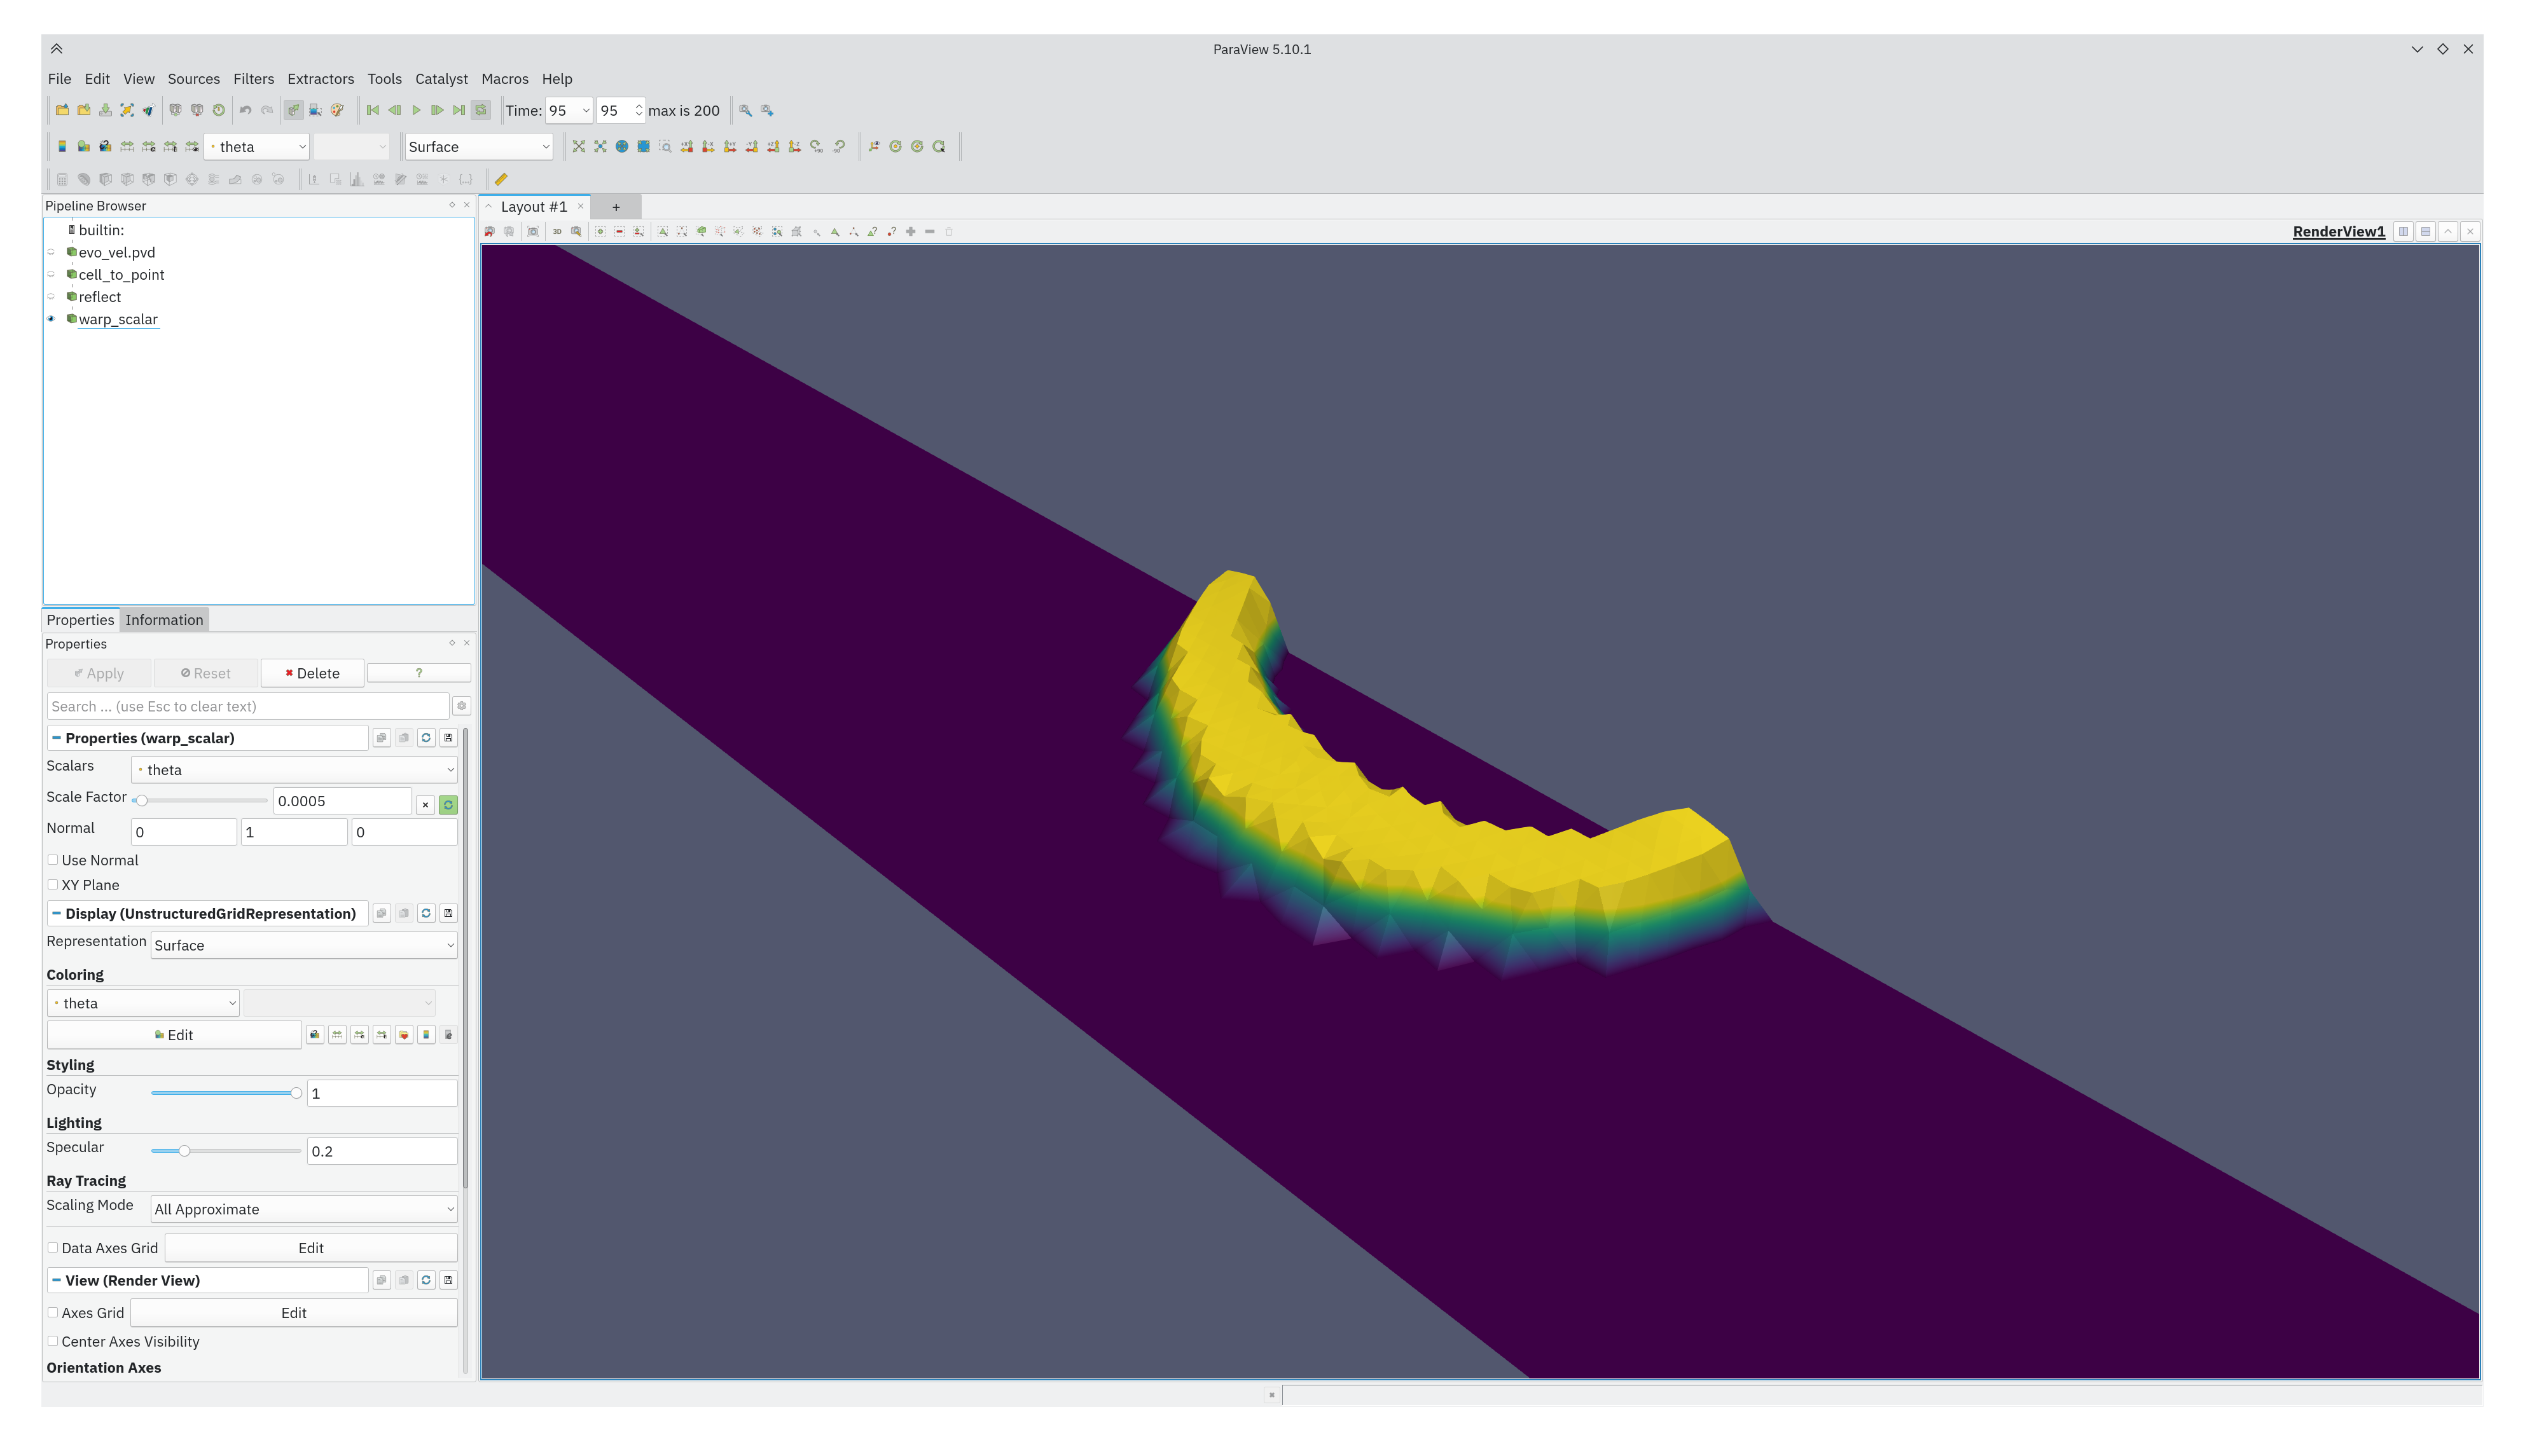 ParaView 5.10.1
File Edit View Sources Filters Extractors Tools Catalyst Macros Help
Time: 95 95 max is 200
theta Surface
Pipeline Browser
Layout #1 +
3D RenderView1
builtin:
evo_vel.pvd
cell_to_point
reflect
warp_scalar
Properties Information
Properties
Apply Reset Delete ?
Search ... (use Esc to clear text)
Properties (warp_scalar)
Scalars theta
Scale Factor 0.0005
Normal 0 1 0
Use Normal
XY Plane
Display (UnstructuredGridRepresentation)
Representation Surface
Coloring
theta
Edit
Styling
Opacity 1
Lighting
Specular 0.2
Ray Tracing
Scaling Mode All Approximate
Data Axes Grid Edit
View (Render View)
Axes Grid Edit
Center Axes Visibility
Orientation Axes